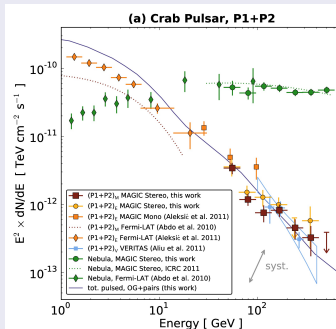 (a) Crab Pulsar, P1+P2
E² × dN/dE [ TeV cm⁻² s⁻¹ ]
10⁻¹⁰
10⁻¹¹
10⁻¹²
10⁻¹³
(P1+P2)M MAGIC Stereo, this work
(P1+P2)E MAGIC Stereo, this work
(P1+P2)E MAGIC Mono (Aleksić et al. 2011)
(P1+P2)M Fermi-LAT (Abdo et al. 2010)
(P1+P2)E Fermi-LAT (Aleksić et al. 2011)
(P1+P2)V VERITAS (Aliu et al. 2011)
Nebula, MAGIC Stereo, this work
Nebula, MAGIC Stereo, ICRC 2011
Nebula, Fermi-LAT (Abdo et al. 2010)
tot. pulsed, OG+pairs (this work)
syst.
10⁰
10¹
10²
Energy [ GeV ]